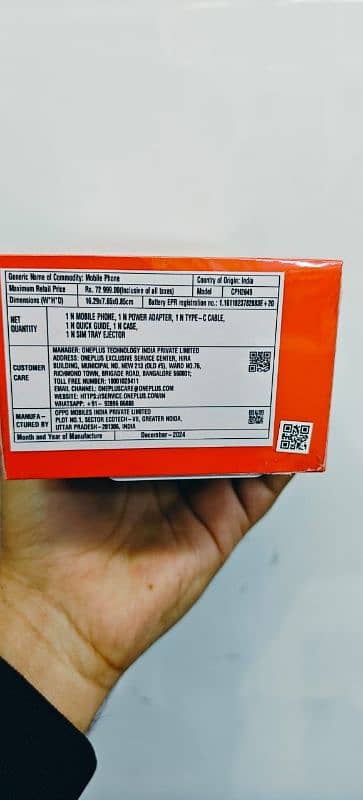 Generic Name of Commodity: Mobile Phone Country of Origin: India
Maximum Retail Price Rs. 72 999.00(Inclusive of all taxes) Model CPH2649
Dimensions (W*H*D) 16.29x7.65x0.85cm Battery EPR registration no.: 1.1611023782883E+20
NET QUANTITY
1 N MOBILE PHONE, 1 N POWER ADAPTER, 1 N TYPE-C CABLE,
1 N QUICK GUIDE, 1 N CASE,
1 N SIM TRAY EJECTOR
CUSTOMER CARE
MANAGER: ONEPLUS TECHNOLOGY INDIA PRIVATE LIMITED
ADDRESS: ONEPLUS EXCLUSIVE SERVICE CENTER, HIRA
BUILDING, MUNICIPAL NO. NEW 213 (OLD #5), WARD NO.76,
RICHMOND TOWN, BRIGADE ROAD, BANGALORE 560001;
TOLL FREE NUMBER: 18001028411
EMAIL CHANNEL: ONEPLUSCARE@ONEPLUS.COM
WEBSITE: HTTPS://SERVICE.ONEPLUS.COM/IN
WHATSAPP: +91-
MANUFA-
CTURED BY
OPPO MOBILES INDIA PRIVATE LIMITED
PLOT NO.1, SECTOR ECOTECH-VII, GREATER NOIDA,
UTTAR PRADESH-201306, INDIA
Month and Year of Manufacture December-2024